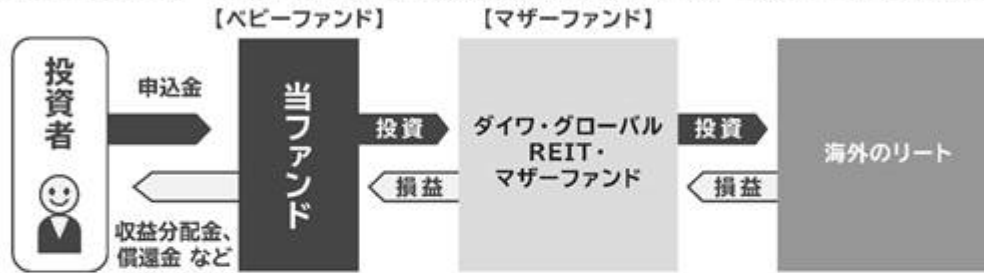 【ベビーファンド】
【マザーファンド】
投資者
申込金
収益分配金、
償還金 など
当ファンド
投資
損益
ダイワ・グローバル
REIT・
マザーファンド
投資
損益
海外のリート